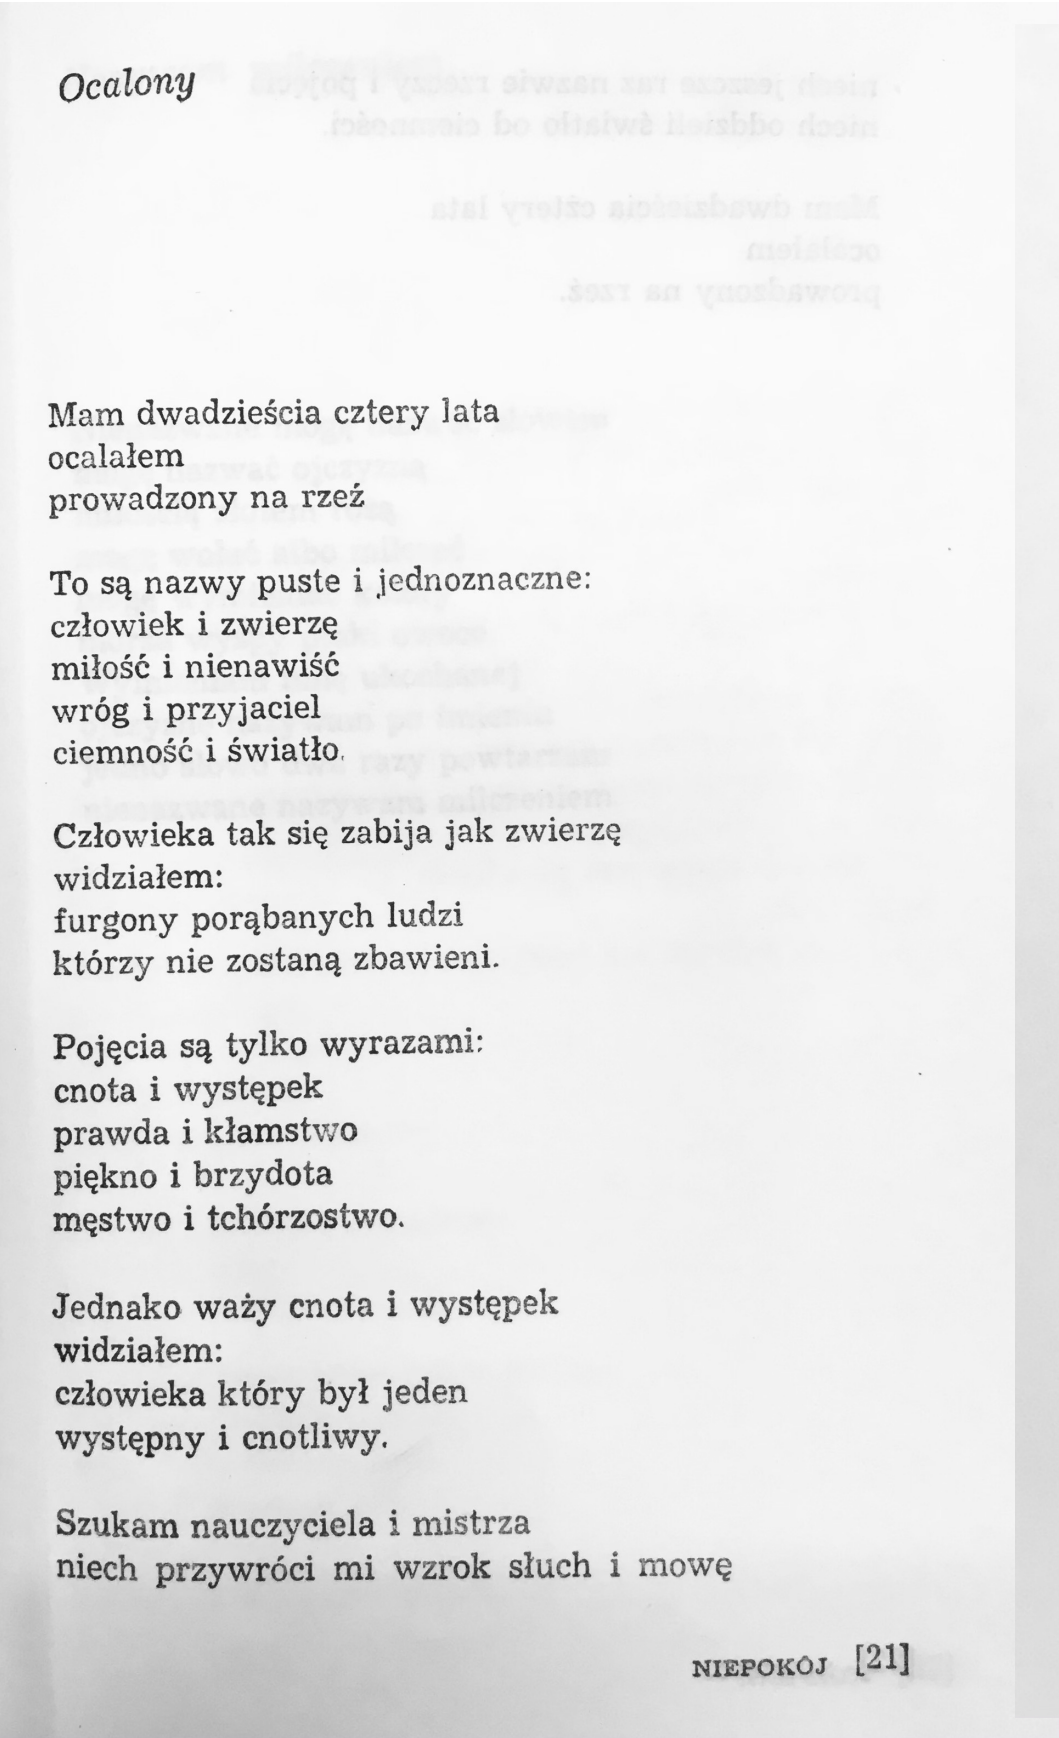 Ocalony
Mam dwadzieścia cztery lata
ocalałem
prowadzony na rzeź
To są nazwy puste i jednoznaczne:
człowiek i zwierzę
miłość i nienawiść
wróg i przyjaciel
ciemność i światło.
Człowieka tak się zabija jak zwierzę
widziałem:
furgony porąbanych ludzi
którzy nie zostaną zbawieni.
Pojęcia są tylko wyrazami:
cnota i występek
prawda i kłamstwo
piękno i brzydota
męstwo i tchórzostwo.
Jednako waży cnota i występek
widziałem:
człowieka który był jeden
występny i cnotliwy.
Szukam nauczyciela i mistrza
niech przywróci mi wzrok słuch i mowę
NIEPOKÓJ [21]